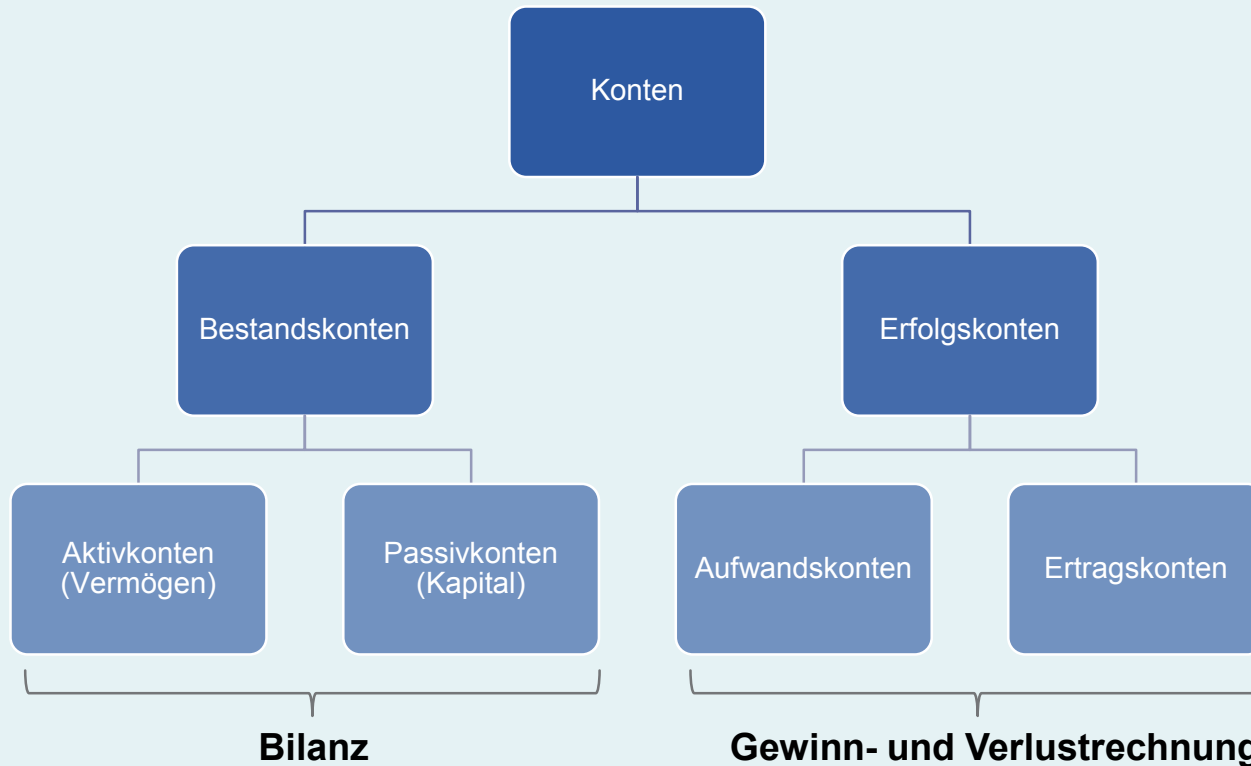 Konten
Bestandskonten
Erfolgskonten
Aktivkonten
(Vermögen)
Passivkonten
(Kapital)
Aufwandskonten
Ertragskonten
Bilanz
Gewinn- und Verlustrechnung